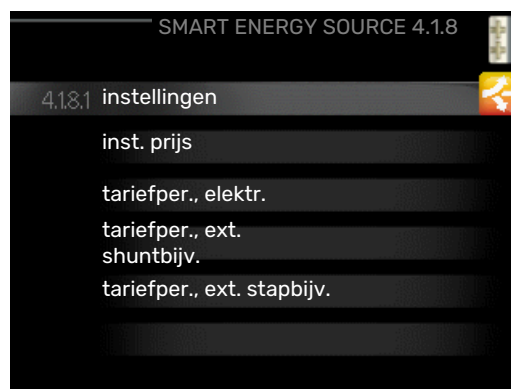 SMART ENERGY SOURCE 4.1.8
4.1.8.1 instellingen
inst. prijs
tariefper., elektr.
tariefper., ext.
shuntbijv.
tariefper., ext. stapbijv.